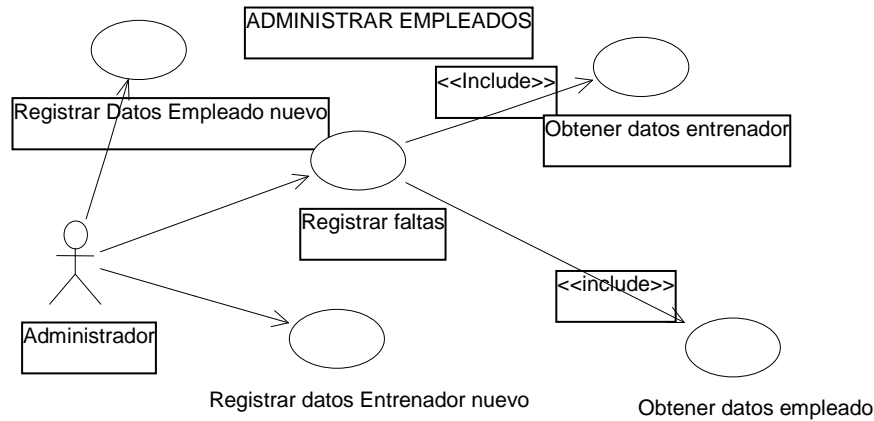 ADMINISTRAR EMPLEADOS
<<Include>>
Registrar Datos Empleado nuevo
Obtener datos entrenador
Registrar faltas
<<include>>
Administrador
Registrar datos Entrenador nuevo
Obtener datos empleado